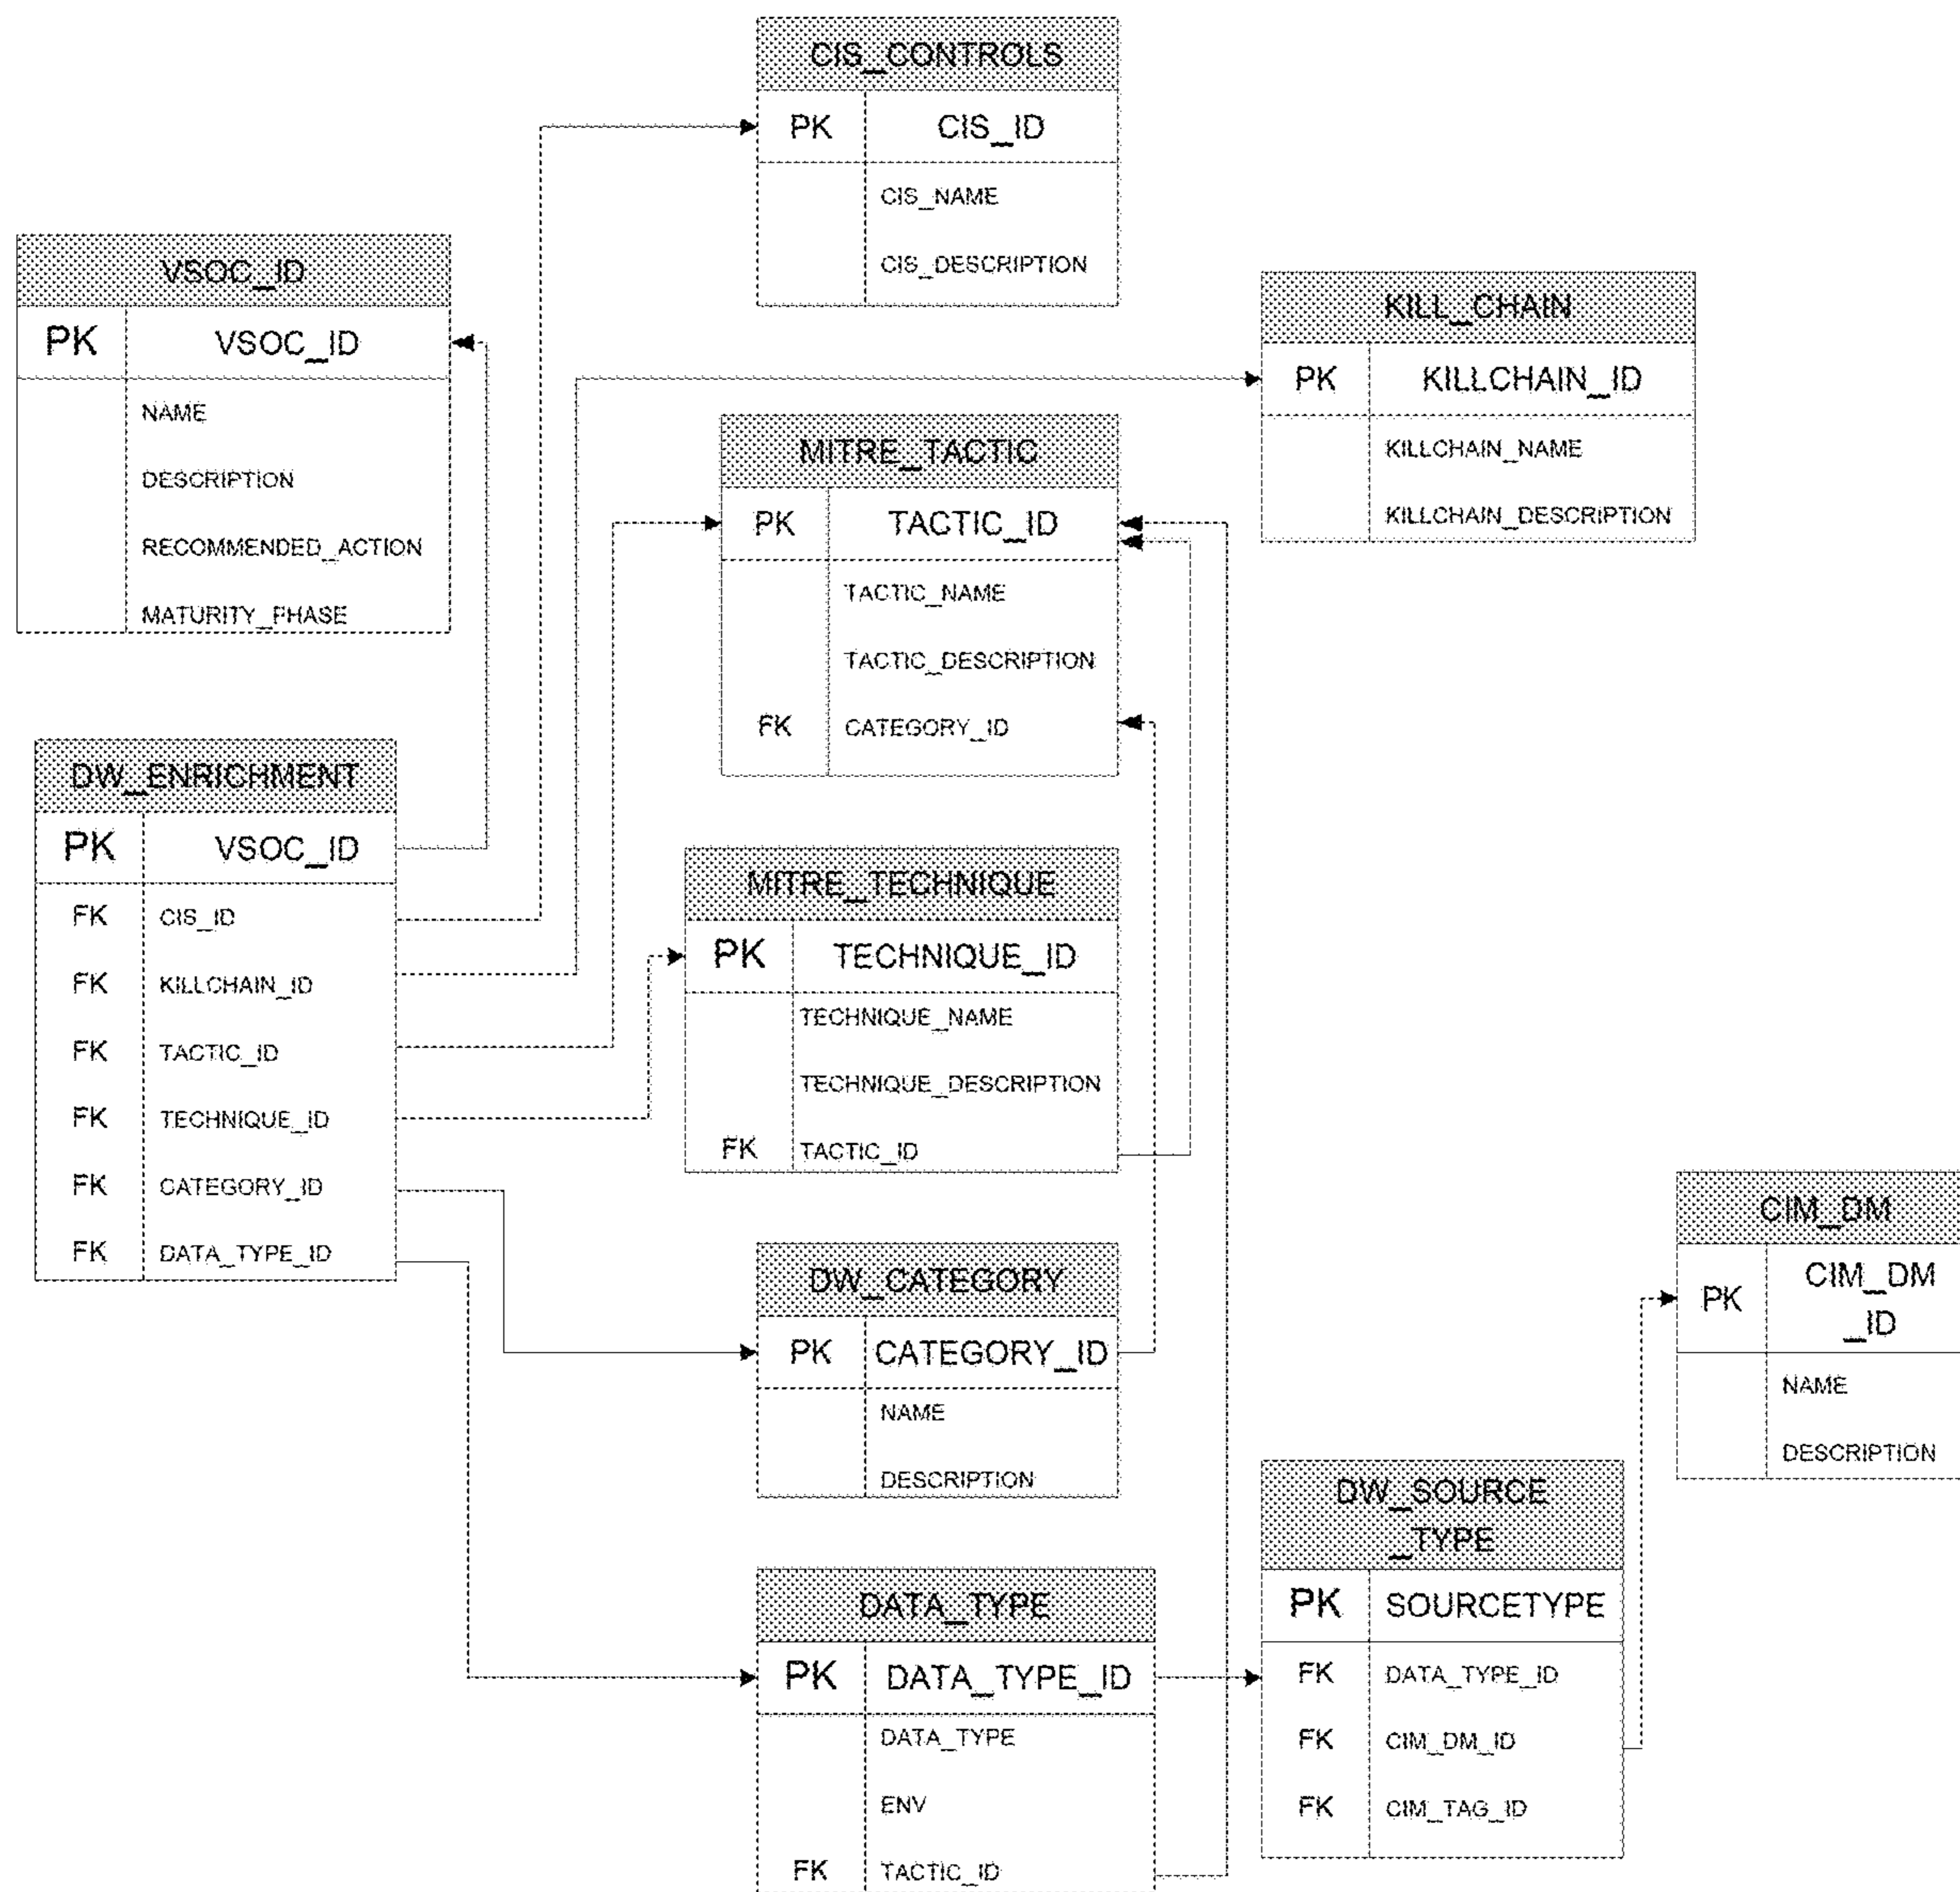 CIS_CONTROLS
PK CIS_ID
CIS_NAME
CIS_DESCRIPTION
VSOC_ID
PK VSOC_ID
NAME
DESCRIPTION
RECOMMENDED_ACTION
MATURITY_PHASE
KILL_CHAIN
PK KILLCHAIN_ID
KILLCHAIN_NAME
KILLCHAIN_DESCRIPTION
MITRE_TACTIC
PK TACTIC_ID
TACTIC_NAME
TACTIC_DESCRIPTION
FK CATEGORY_ID
DW_ENRICHMENT
PK VSOC_ID
FK CIS_ID
FK KILLCHAIN_ID
FK TACTIC_ID
FK TECHNIQUE_ID
FK CATEGORY_ID
FK DATA_TYPE_ID
MITRE_TECHNIQUE
PK TECHNIQUE_ID
TECHNIQUE_NAME
TECHNIQUE_DESCRIPTION
FK TACTIC_ID
DW_CATEGORY
PK CATEGORY_ID
NAME
DESCRIPTION
CIM_DM
PK CIM_DM
_ID
NAME
DESCRIPTION
DATA_TYPE
PK DATA_TYPE_ID
DATA_TYPE
ENV
FK TACTIC_ID
DW_SOURCE
_TYPE
PK SOURCETYPE
FK DATA_TYPE_ID
FK CIM_DM_ID
FK CIM_TAG_ID